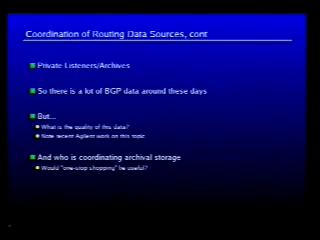 Coordination of Routing Data Sources, cont
Private Listeners/Archives
So there is a lot of BGP data around these days
But...
What is the quality of this data?
Note recent Agilent work on this topic
And who is coordinating archival storage
Would "one-stop shopping" be useful?